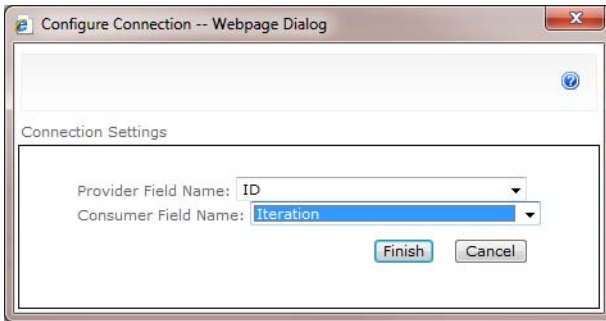 Configure Connection -- Webpage Dialog
Connection Settings
Provider Field Name: ID
Consumer Field Name: Iteration
Finish Cancel